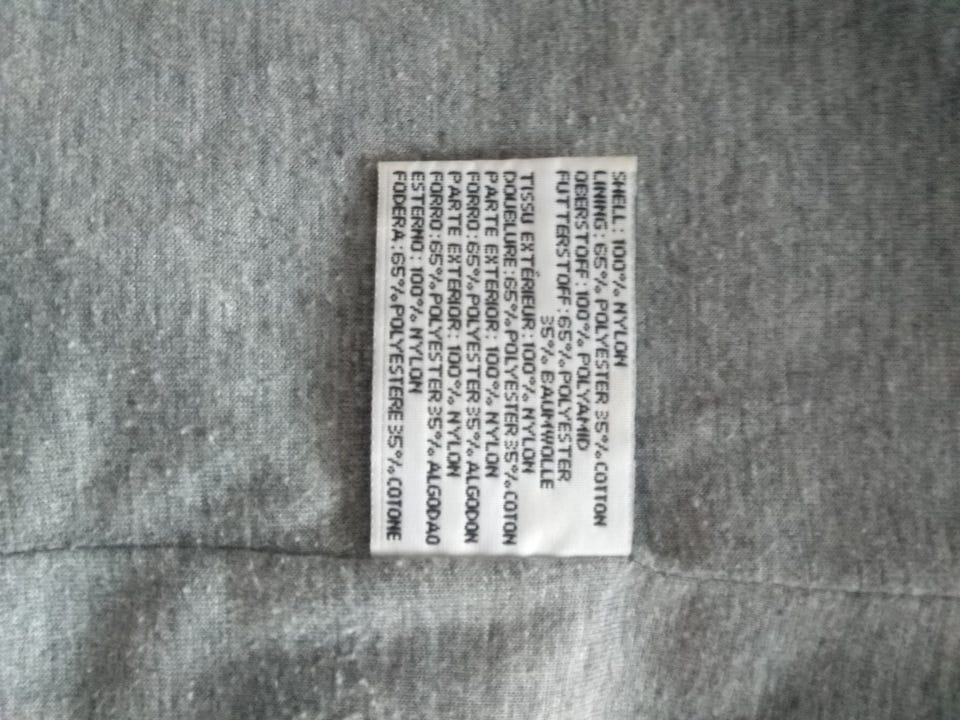 SHELL: 100% NYLON
LINING: 65% POLYESTER 35% COTTON
OBERSTOFF: 100% POLYAMID
FUTTERSTOFF: 65% POLYESTER
35% BAUMWOLLE
TISSU EXTÉRIEUR: 100% NYLON
DOUBLURE: 65% POLYESTER 35% COTON
PARTE EXTERIOR: 100% NYLON
FORRO: 65% POLYESTER 35% ALGODON
PARTE EXTERIOR: 100% NYLON
FORRO: 65% POLYESTER 35% ALGODAO
ESTERNO: 100% NYLON
FODERA: 65% POLYESTERE 35% COTONE